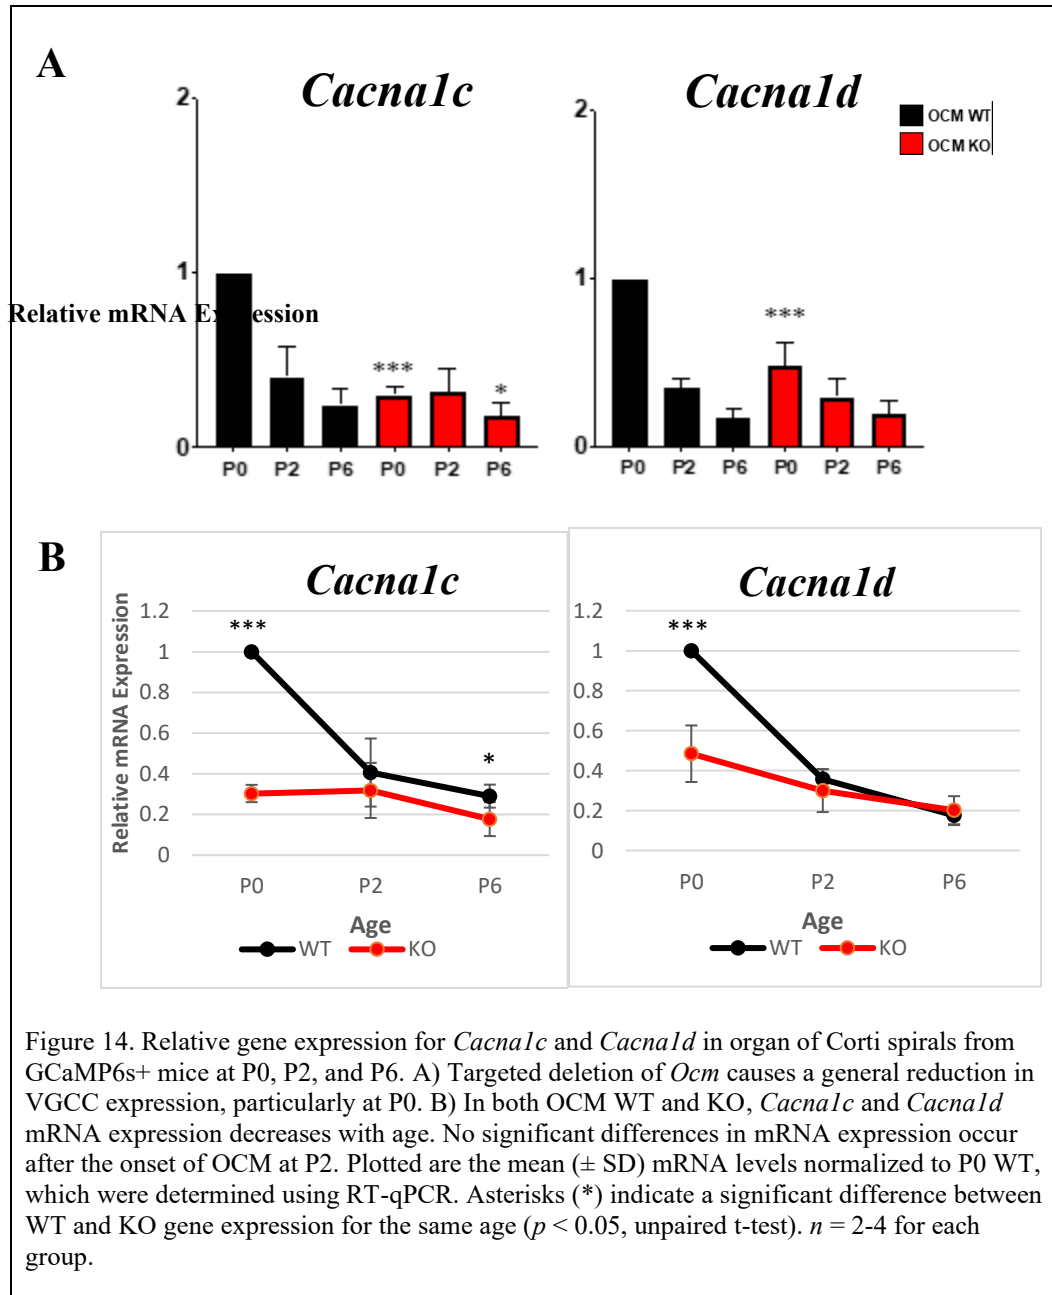 A
Cacna1c
Cacna1d
OCM WT
OCM KO
2
1
0
Relative mRNA Expression
***
*
P0 P2 P6 P0 P2 P6
2
1
0
***
P0 P2 P6 P0 P2 P6
B
Cacna1c
Relative mRNA Expression
1.2
1
0.8
0.6
0.4
0.2
0
***
*
P0 P2 P6
Age
WT KO
Cacna1d
1.2
1
0.8
0.6
0.4
0.2
0
***
P0 P2 P6
Age
WT KO
Figure 14. Relative gene expression for Cacna1c and Cacna1d in organ of Corti spirals from
GCaMP6s+ mice at P0, P2, and P6. A) Targeted deletion of Ocm causes a general reduction in
VGCC expression, particularly at P0. B) In both OCM WT and KO, Cacna1c and Cacna1d
mRNA expression decreases with age. No significant differences in mRNA expression occur
after the onset of OCM at P2. Plotted are the mean (± SD) mRNA levels normalized to P0 WT,
which were determined using RT-qPCR. Asterisks (*) indicate a significant difference between
WT and KO gene expression for the same age (p < 0.05, unpaired t-test). n = 2-4 for each
group.